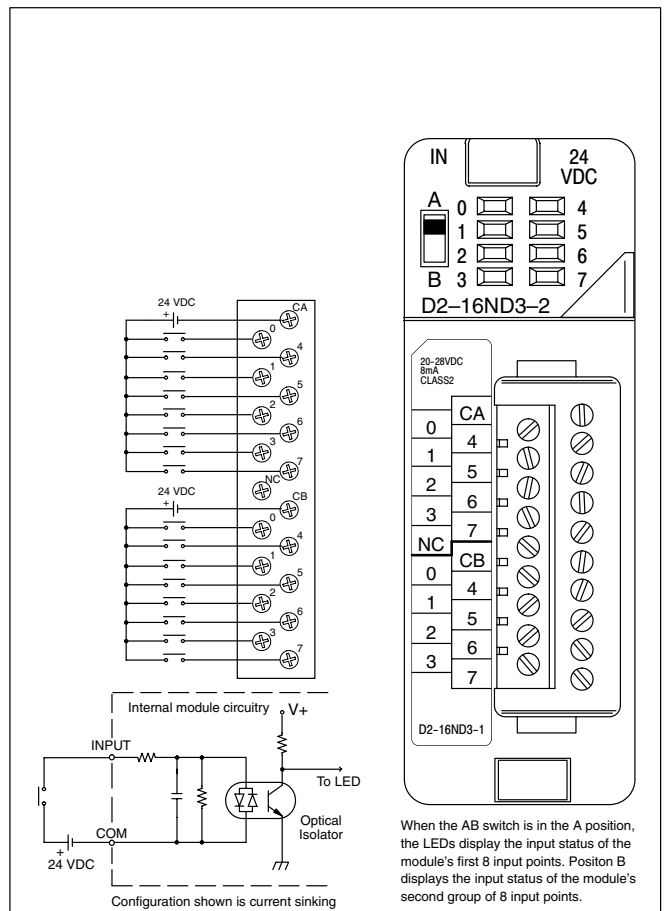 IN
24
VDC
A
B
0
4
1
5
2
6
3
7
D2–16ND3–2
24 VDC
+
CA
0
4
1
5
2
6
3
7
NC
24 VDC
+
CB
0
4
1
5
2
6
3
7
20-28VDC
8mA
CLASS2
CA
0
4
1
5
2
6
3
7
NC
CB
0
4
1
5
2
6
3
7
D2-16ND3-1
Internal module circuitry
V+
INPUT
To LED
Optical
Isolator
COM
+
24 VDC
Configuration shown is current sinking
When the AB switch is in the A position,
the LEDs display the input status of the
module's first 8 input points. Positon B
displays the input status of the module's
second group of 8 input points.